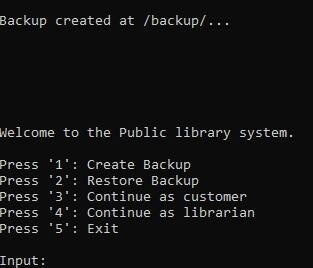 Backup created at /backup/...
Welcome to the Public library system.
Press '1': Create Backup
Press '2': Restore Backup
Press '3': Continue as customer
Press '4': Continue as librarian
Press '5': Exit
Input: